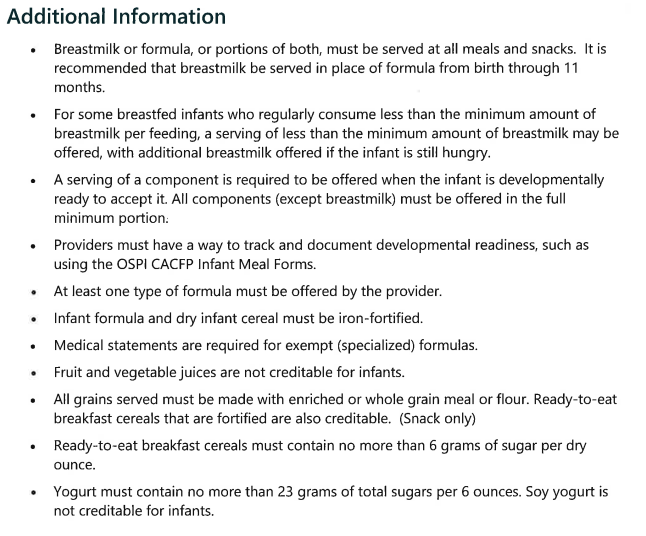 Additional Information
• Breastmilk or formula, or portions of both, must be served at all meals and snacks. It is
recommended that breastmilk be served in place of formula from birth through 11
months.
• For some breastfed infants who regularly consume less than the minimum amount of
breastmilk per feeding, a serving of less than the minimum amount of breastmilk may be
offered, with additional breastmilk offered if the infant is still hungry.
• A serving of a component is required to be offered when the infant is developmentally
ready to accept it. All components (except breastmilk) must be offered in the full
minimum portion.
• Providers must have a way to track and document developmental readiness, such as
using the OSPI CACFP Infant Meal Forms.
• At least one type of formula must be offered by the provider.
• Infant formula and dry infant cereal must be iron-fortified.
• Medical statements are required for exempt (specialized) formulas.
• Fruit and vegetable juices are not creditable for infants.
• All grains served must be made with enriched or whole grain meal or flour. Ready-to-eat
breakfast cereals that are fortified are also creditable. (Snack only)
• Ready-to-eat breakfast cereals must contain no more than 6 grams of sugar per dry
ounce.
• Yogurt must contain no more than 23 grams of total sugars per 6 ounces. Soy yogurt is
not creditable for infants.